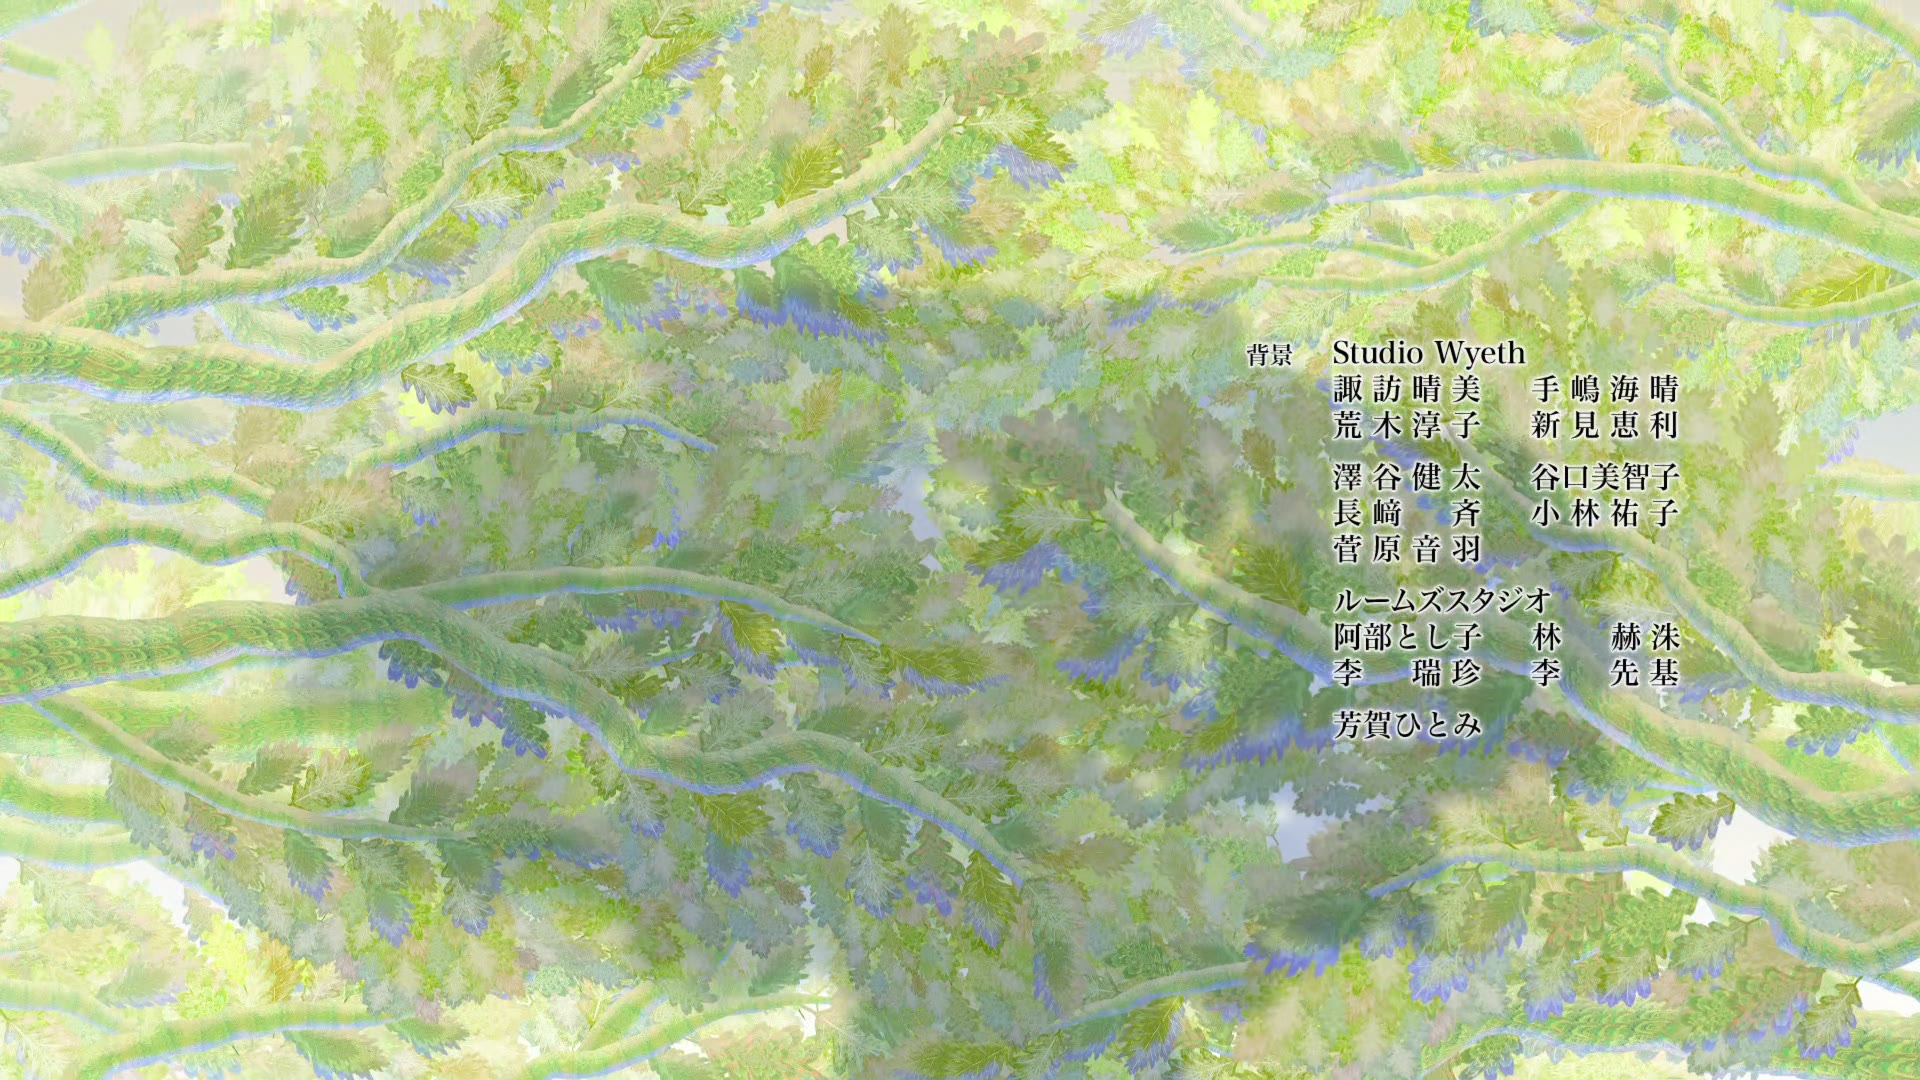 背景 Studio Wyeth
諏訪晴美 手嶋海晴
荒木淳子 新見恵利
澤谷健太 谷口美智子
長﨑 斉 小林祐子
菅原音羽
ルームズスタジオ
阿部とし子 林 赫洙
李 瑞珍 李 先基
芳賀ひとみ